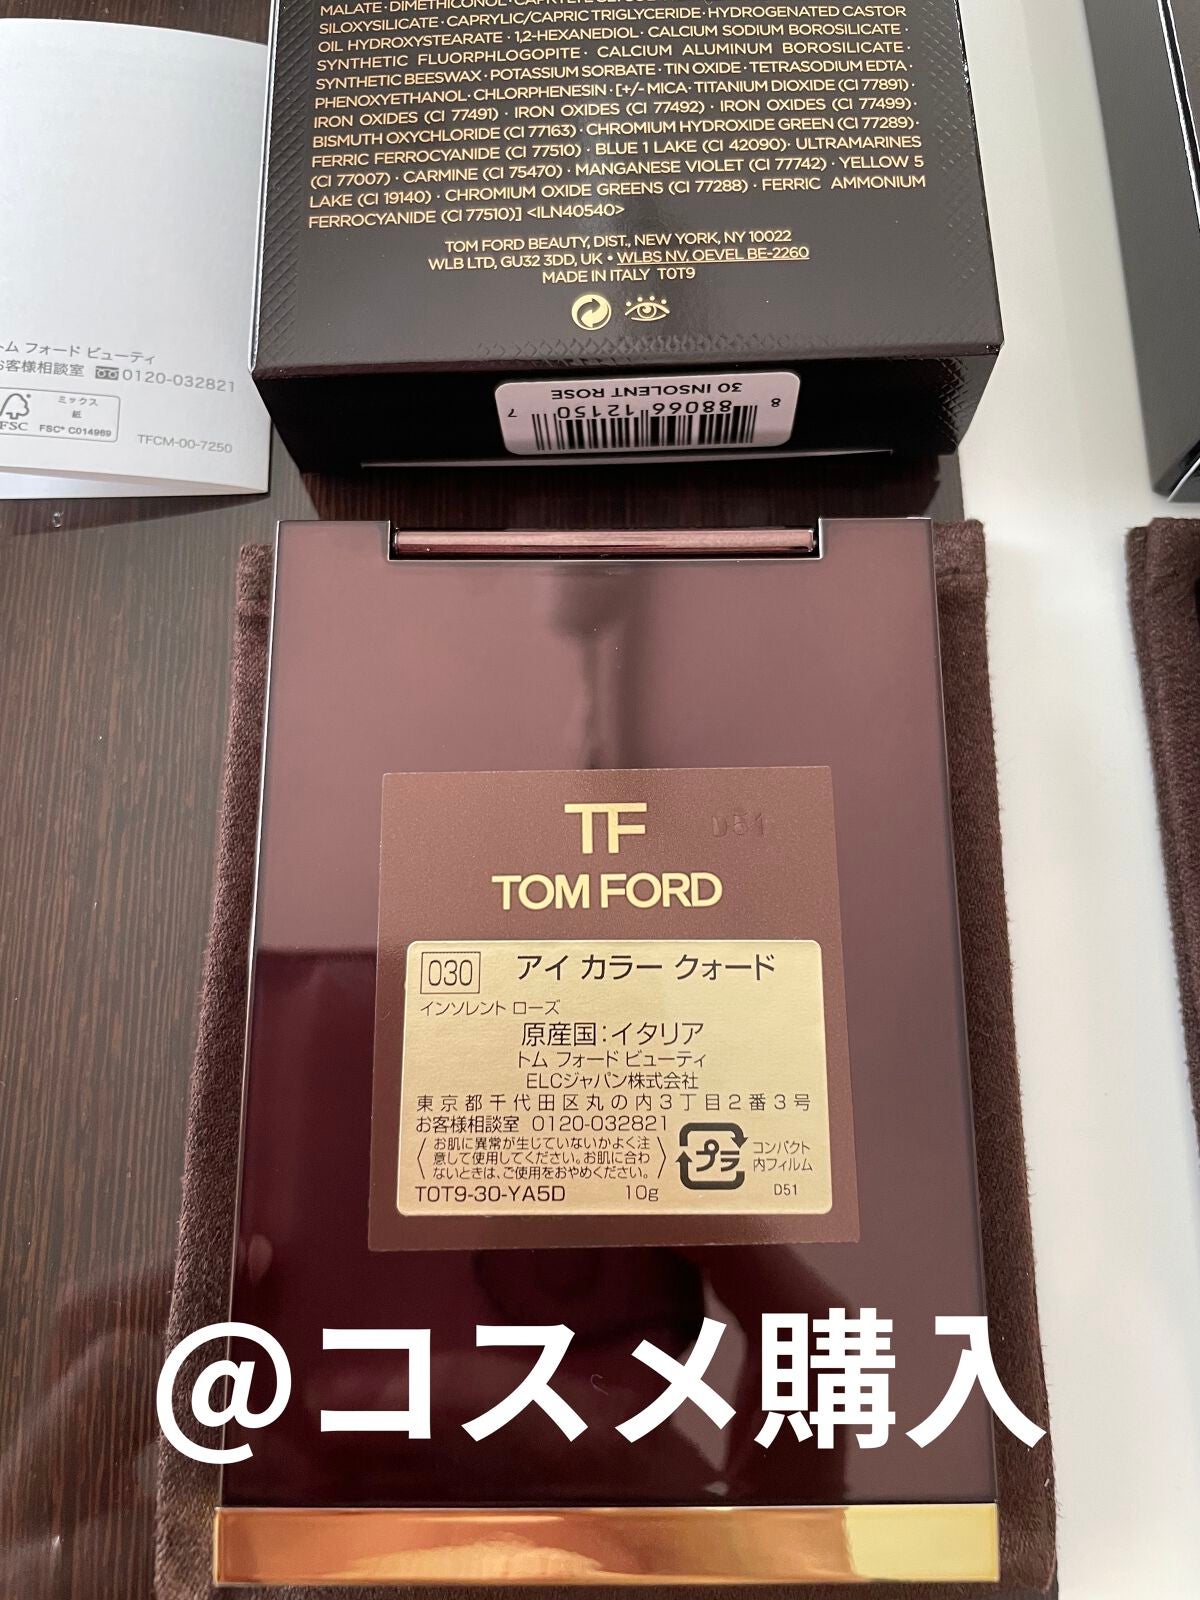 MALATE · DIMETHICONOL ·
SILOXYSILICATE · CAPRYLIC/CAPRIC TRIGLYCERIDE · HYDROGENATED CASTOR
OIL HYDROXYSTEARATE · 1,2-HEXANEDIOL · CALCIUM SODIUM BOROSILICATE ·
SYNTHETIC FLUORPHLOGOPITE · CALCIUM ALUMINUM BOROSILICATE ·
SYNTHETIC BEESWAX · POTASSIUM SORBATE · TIN OXIDE · TETRASODIUM EDTA ·
PHENOXYETHANOL · CHLORPHENESIN · [+/- MICA · TITANIUM DIOXIDE (CI 77891) ·
IRON OXIDES (CI 77491) · IRON OXIDES (CI 77492) · IRON OXIDES (CI 77499) ·
BISMUTH OXYCHLORIDE (CI 77163) · CHROMIUM HYDROXIDE GREEN (CI 77289) ·
FERRIC FERROCYANIDE (CI 77510) · BLUE 1 LAKE (CI 42090) · ULTRAMARINES
(CI 77007) · CARMINE (CI 75470) · MANGANESE VIOLET (CI 77742) · YELLOW 5
LAKE (CI 19140) · CHROMIUM OXIDE GREENS (CI 77288) · FERRIC AMMONIUM
FERROCYANIDE (CI 77510)] <ILN40540>
TOM FORD BEAUTY, DIST., NEW YORK, NY 10022
WLB LTD, GU32 3DD, UK • WLBS NV. OEVEL BE-2260
MADE IN ITALY T0T9
30 INSOLENT ROSE
8 88066 12150 7
トム フォード ビューティ
お客様相談室 0120-032821
FSC
ミックス
紙
FSC® C014969
TFCM-00-7250
TF
D51
TOM FORD
030 アイ カラー クォード
インソレント ローズ
原産国:イタリア
トム フォード ビューティ
ELCジャパン株式会社
東京都千代田区丸の内3丁目2番3号
お客様相談室 0120-032821
お肌に異常が生じていないかよく注
意して使用してください。お肌に合わ
ないときは、ご使用をおやめください。
プラ
コンパクト
内フィルム
T0T9-30-YA5D 10g D51
@コスメ購入